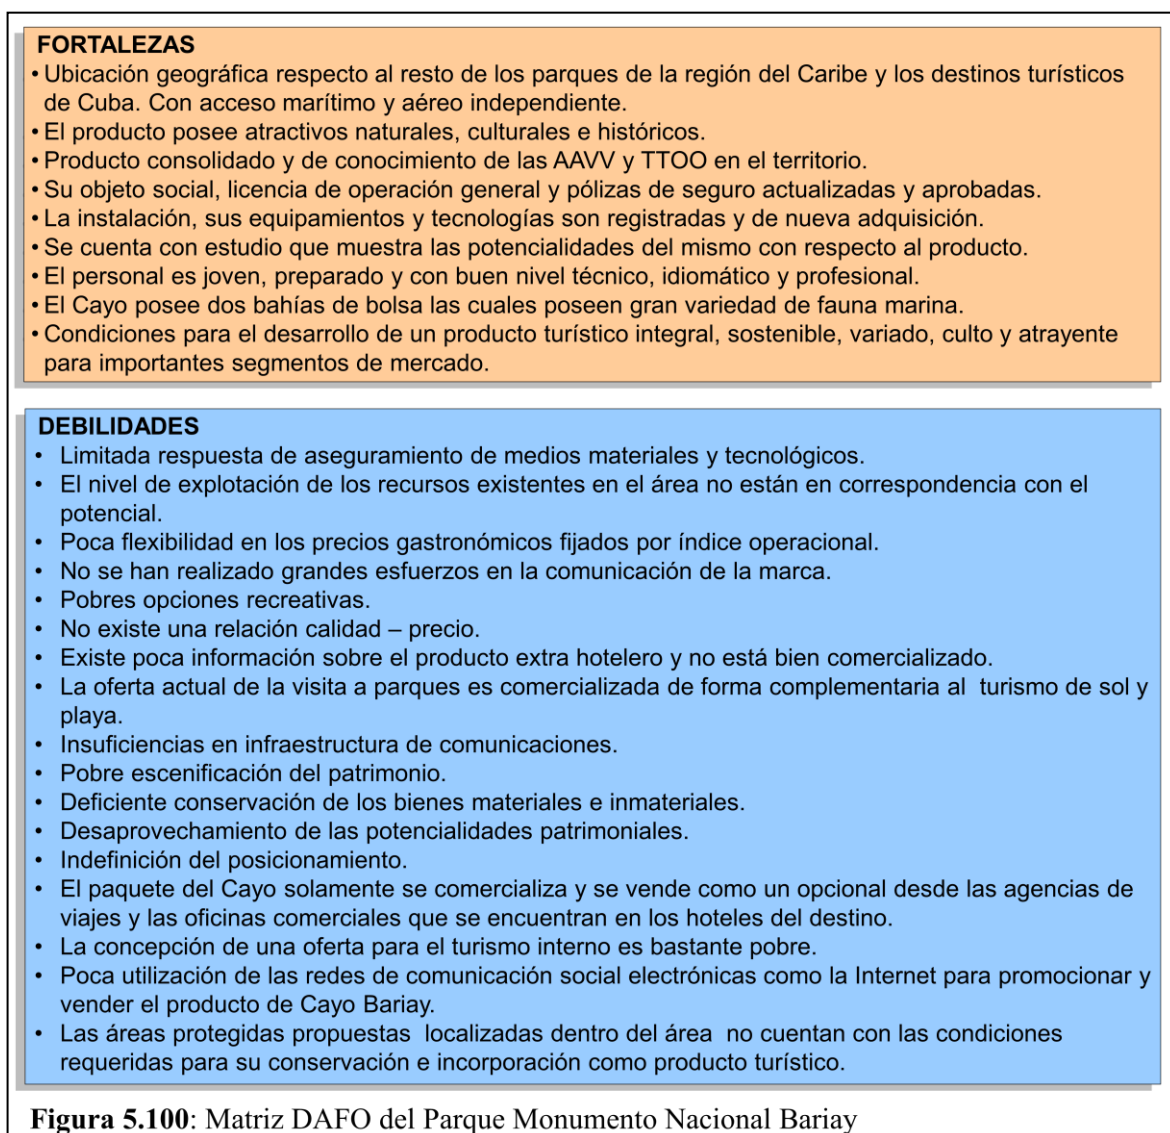 FORTALEZAS
• Ubicación geográfica respecto al resto de los parques de la región del Caribe y los destinos turísticos
de Cuba. Con acceso marítimo y aéreo independiente.
• El producto posee atractivos naturales, culturales e históricos.
• Producto consolidado y de conocimiento de las AAVV y TTOO en el territorio.
• Su objeto social, licencia de operación general y pólizas de seguro actualizadas y aprobadas.
• La instalación, sus equipamientos y tecnologías son registradas y de nueva adquisición.
• Se cuenta con estudio que muestra las potencialidades del mismo con respecto al producto.
• El personal es joven, preparado y con buen nivel técnico, idiomático y profesional.
• El Cayo posee dos bahías de bolsa las cuales poseen gran variedad de fauna marina.
• Condiciones para el desarrollo de un producto turístico integral, sostenible, variado, culto y atrayente
para importantes segmentos de mercado.
DEBILIDADES
• Limitada respuesta de aseguramiento de medios materiales y tecnológicos.
• El nivel de explotación de los recursos existentes en el área no están en correspondencia con el
potencial.
• Poca flexibilidad en los precios gastronómicos fijados por índice operacional.
• No se han realizado grandes esfuerzos en la comunicación de la marca.
• Pobres opciones recreativas.
• No existe una relación calidad – precio.
• Existe poca información sobre el producto extra hotelero y no está bien comercializado.
• La oferta actual de la visita a parques es comercializada de forma complementaria al turismo de sol y
playa.
• Insuficiencias en infraestructura de comunicaciones.
• Pobre escenificación del patrimonio.
• Deficiente conservación de los bienes materiales e inmateriales.
• Desaprovechamiento de las potencialidades patrimoniales.
• Indefinición del posicionamiento.
• El paquete del Cayo solamente se comercializa y se vende como un opcional desde las agencias de
viajes y las oficinas comerciales que se encuentran en los hoteles del destino.
• La concepción de una oferta para el turismo interno es bastante pobre.
• Poca utilización de las redes de comunicación social electrónicas como la Internet para promocionar y
vender el producto de Cayo Bariay.
• Las áreas protegidas propuestas localizadas dentro del área no cuentan con las condiciones
requeridas para su conservación e incorporación como producto turístico.
Figura 5.100: Matriz DAFO del Parque Monumento Nacional Bariay